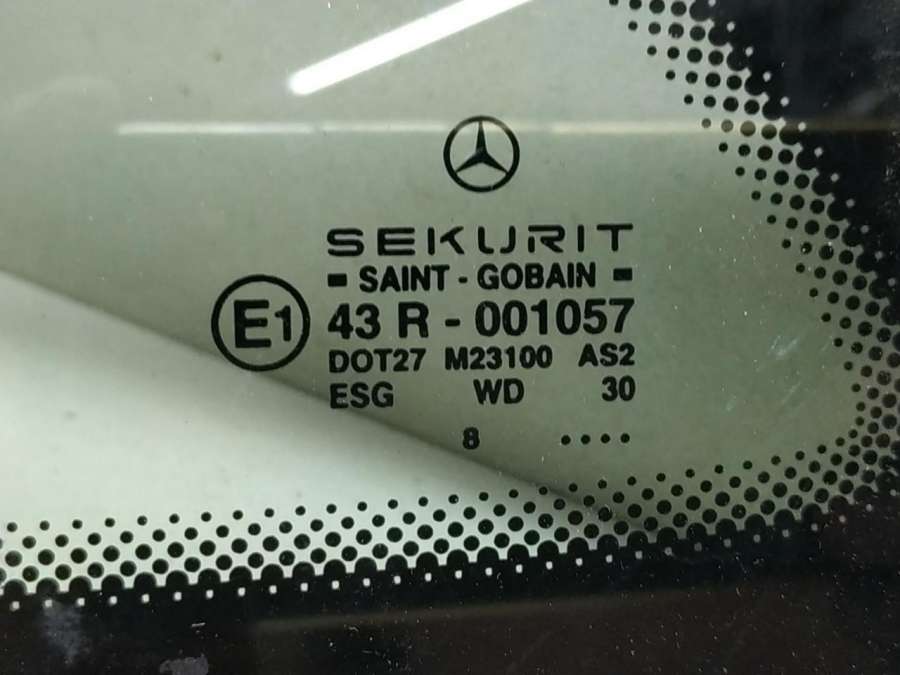 SEKURIT
SAINT-GOBAIN
E1 43 R - 001057
DOT27 M23100 AS2
ESG WD 30
8 ....